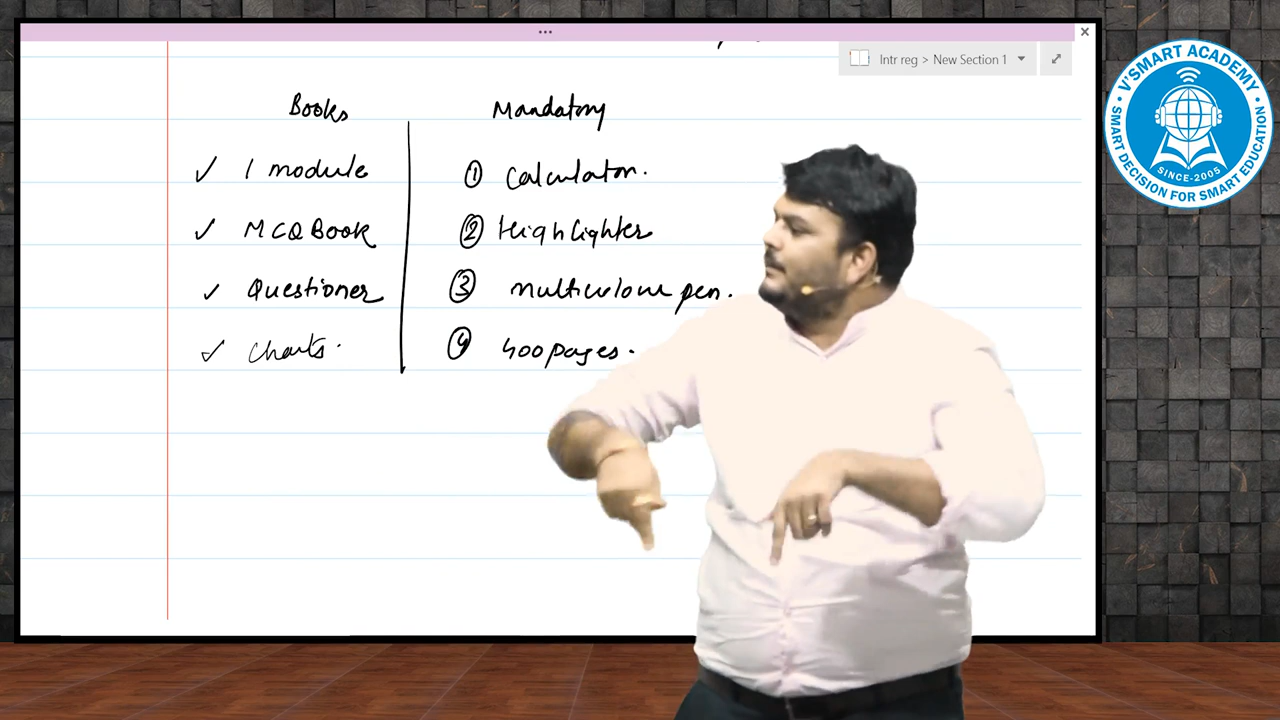 Intr reg > New Section 1
V'SMART ACADEMY
SMART DECISION FOR SMART EDUCATION
SINCE-2005
Books
✓ 1 module
✓ MCQ Book
✓ Questioner
✓ Charts.
Mandatory
① Calculator.
② Highlighter
③ multicolour pen.
④ 400 pages.